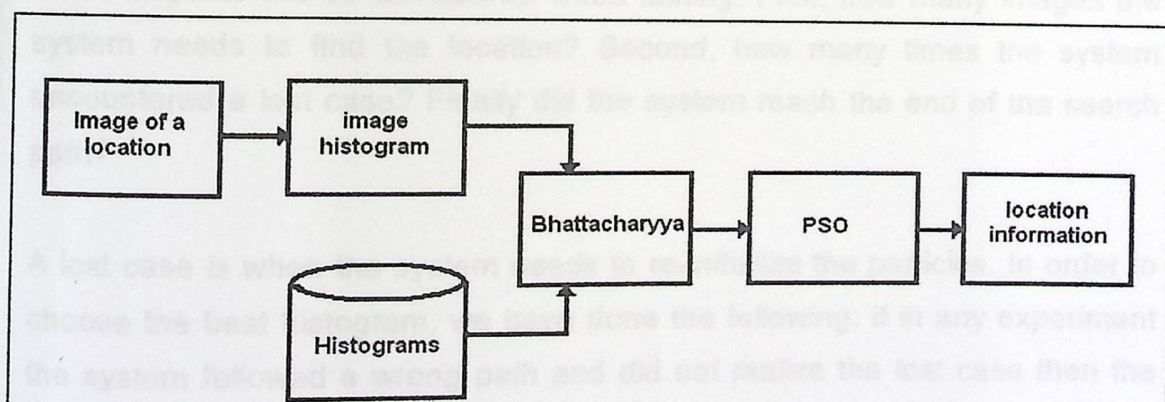 system needs to find the location? Second, how many times the system
encountered a lost case? Finally did the system reach the end of the search
path?
Image of a
location
image
histogram
Bhattacharyya
PSO
location
information
A lost case is when the system needs to re-initialize the particles. In order to
choose the best histogram, we have done the following: if in any experiment
Histograms
the system followed a wrong path and did not realize the lost case then the